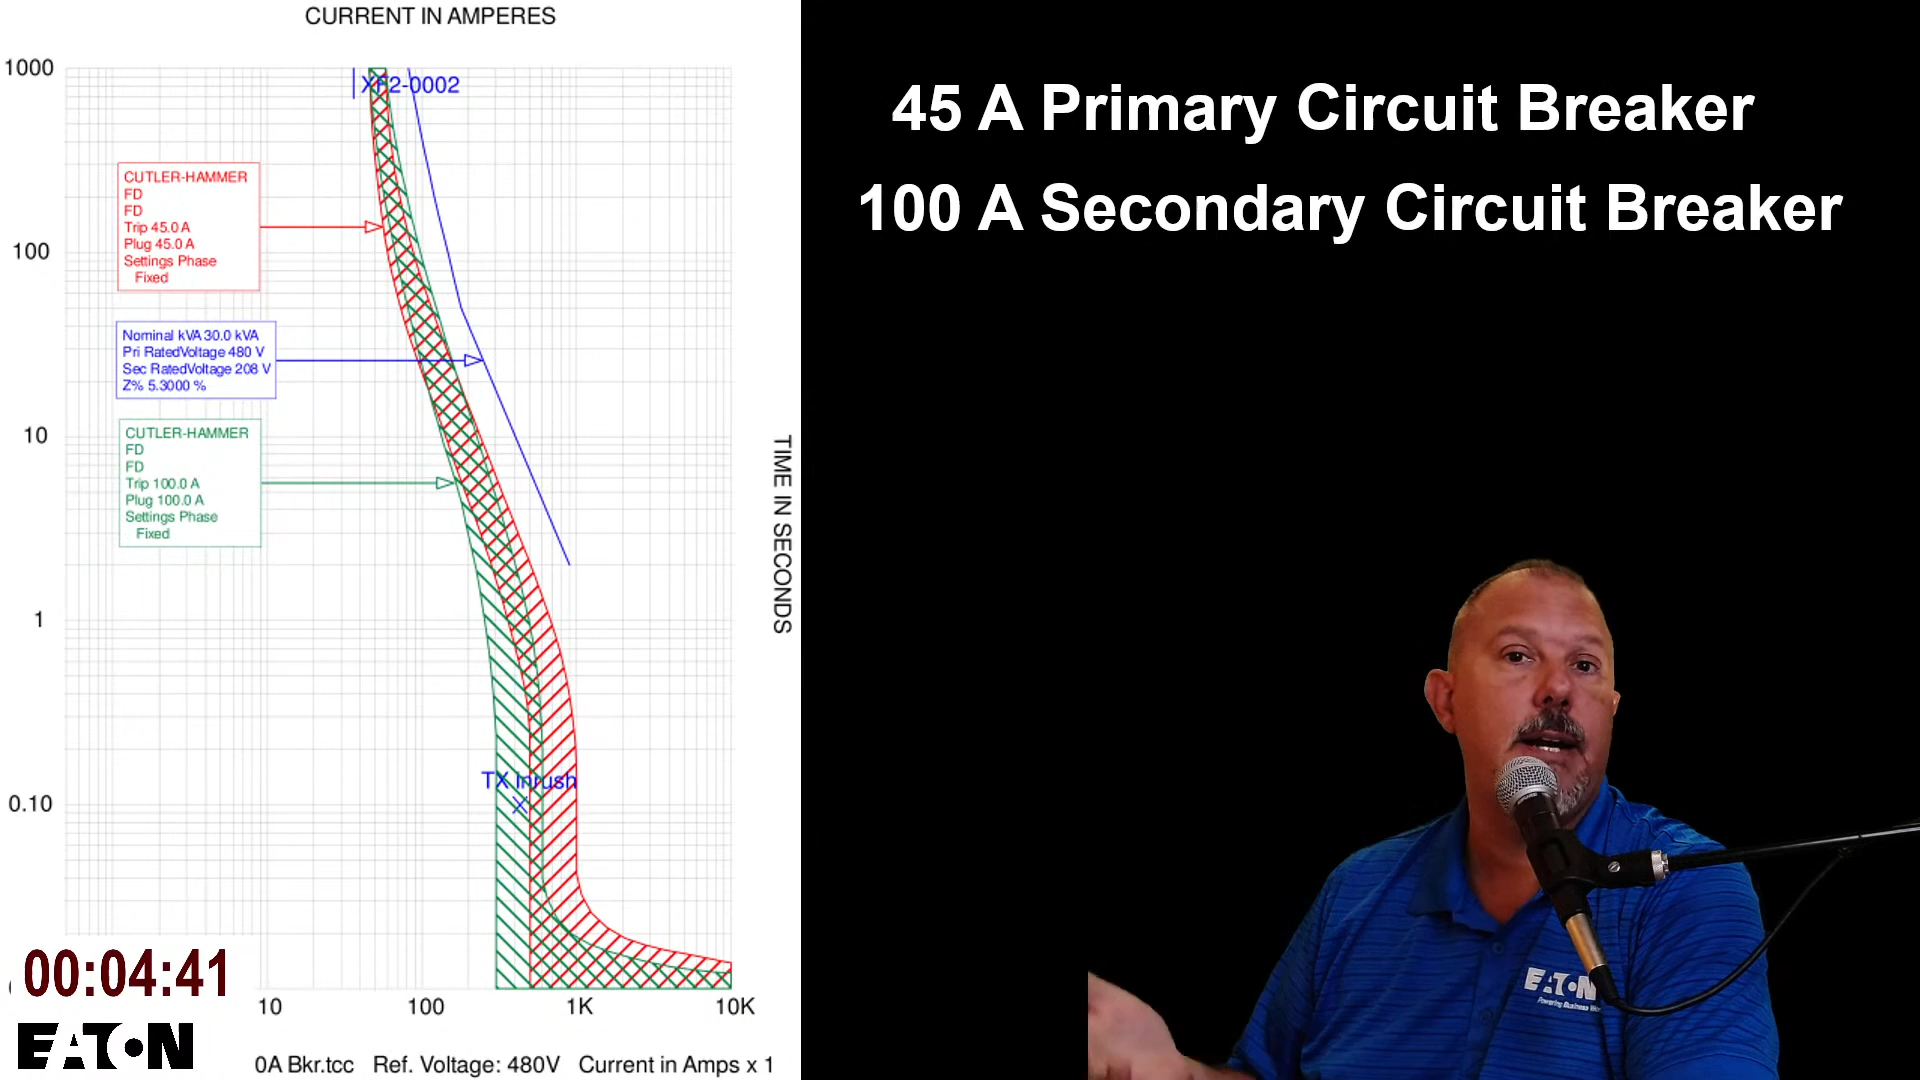 CURRENT IN AMPERES
45 A Primary Circuit Breaker
100 A Secondary Circuit Breaker
1000
100
10
1
0.10
XF2-0002
CUTLER-HAMMER
FD
FD
Trip 45.0 A
Plug 45.0 A
Settings Phase
Fixed
Nominal kVA 30.0 kVA
Pri RatedVoltage 480 V
Sec RatedVoltage 208 V
Z% 5.3000 %
CUTLER-HAMMER
FD
FD
Trip 100.0 A
Plug 100.0 A
Settings Phase
Fixed
TIME IN SECONDS
TX Inrush
X
00:04:41
10
100
1K
10K
EATON
0A Bkr.tcc Ref. Voltage: 480V Current in Amps x 1
EATON
Powering Business